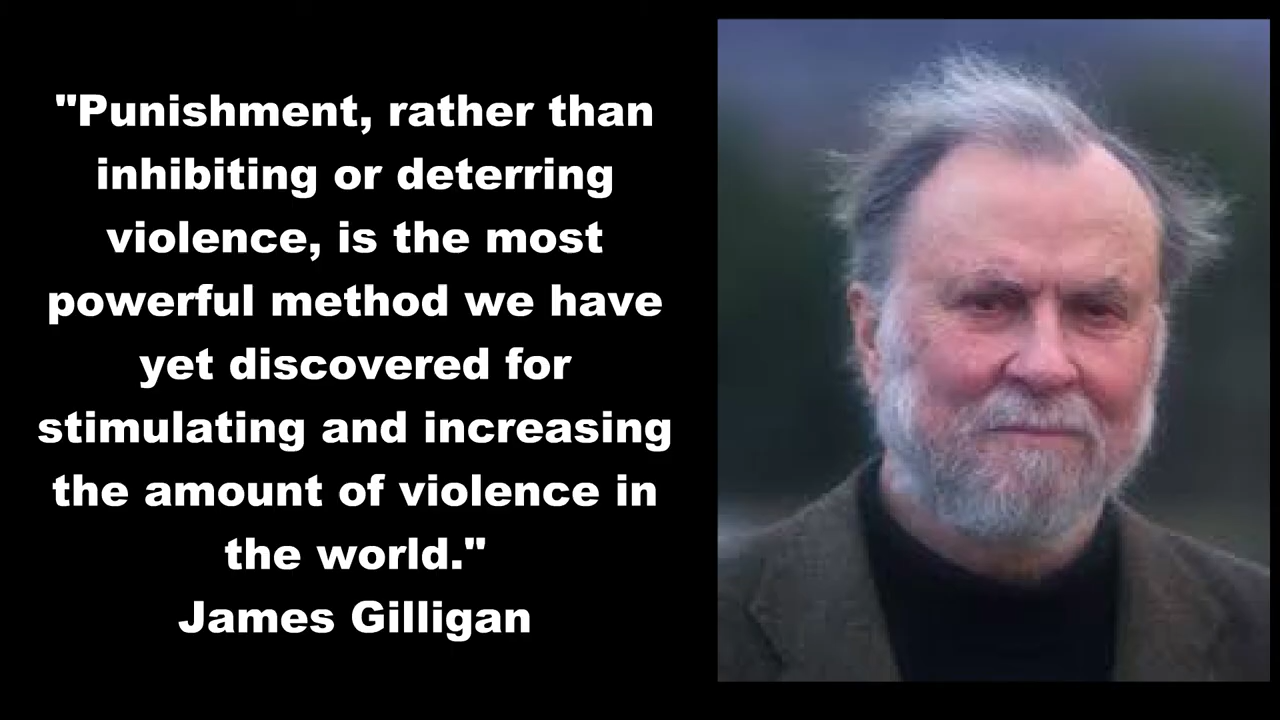 "Punishment, rather than
inhibiting or deterring
violence, is the most
powerful method we have
yet discovered for
stimulating and increasing
the amount of violence in
the world."
James Gilligan